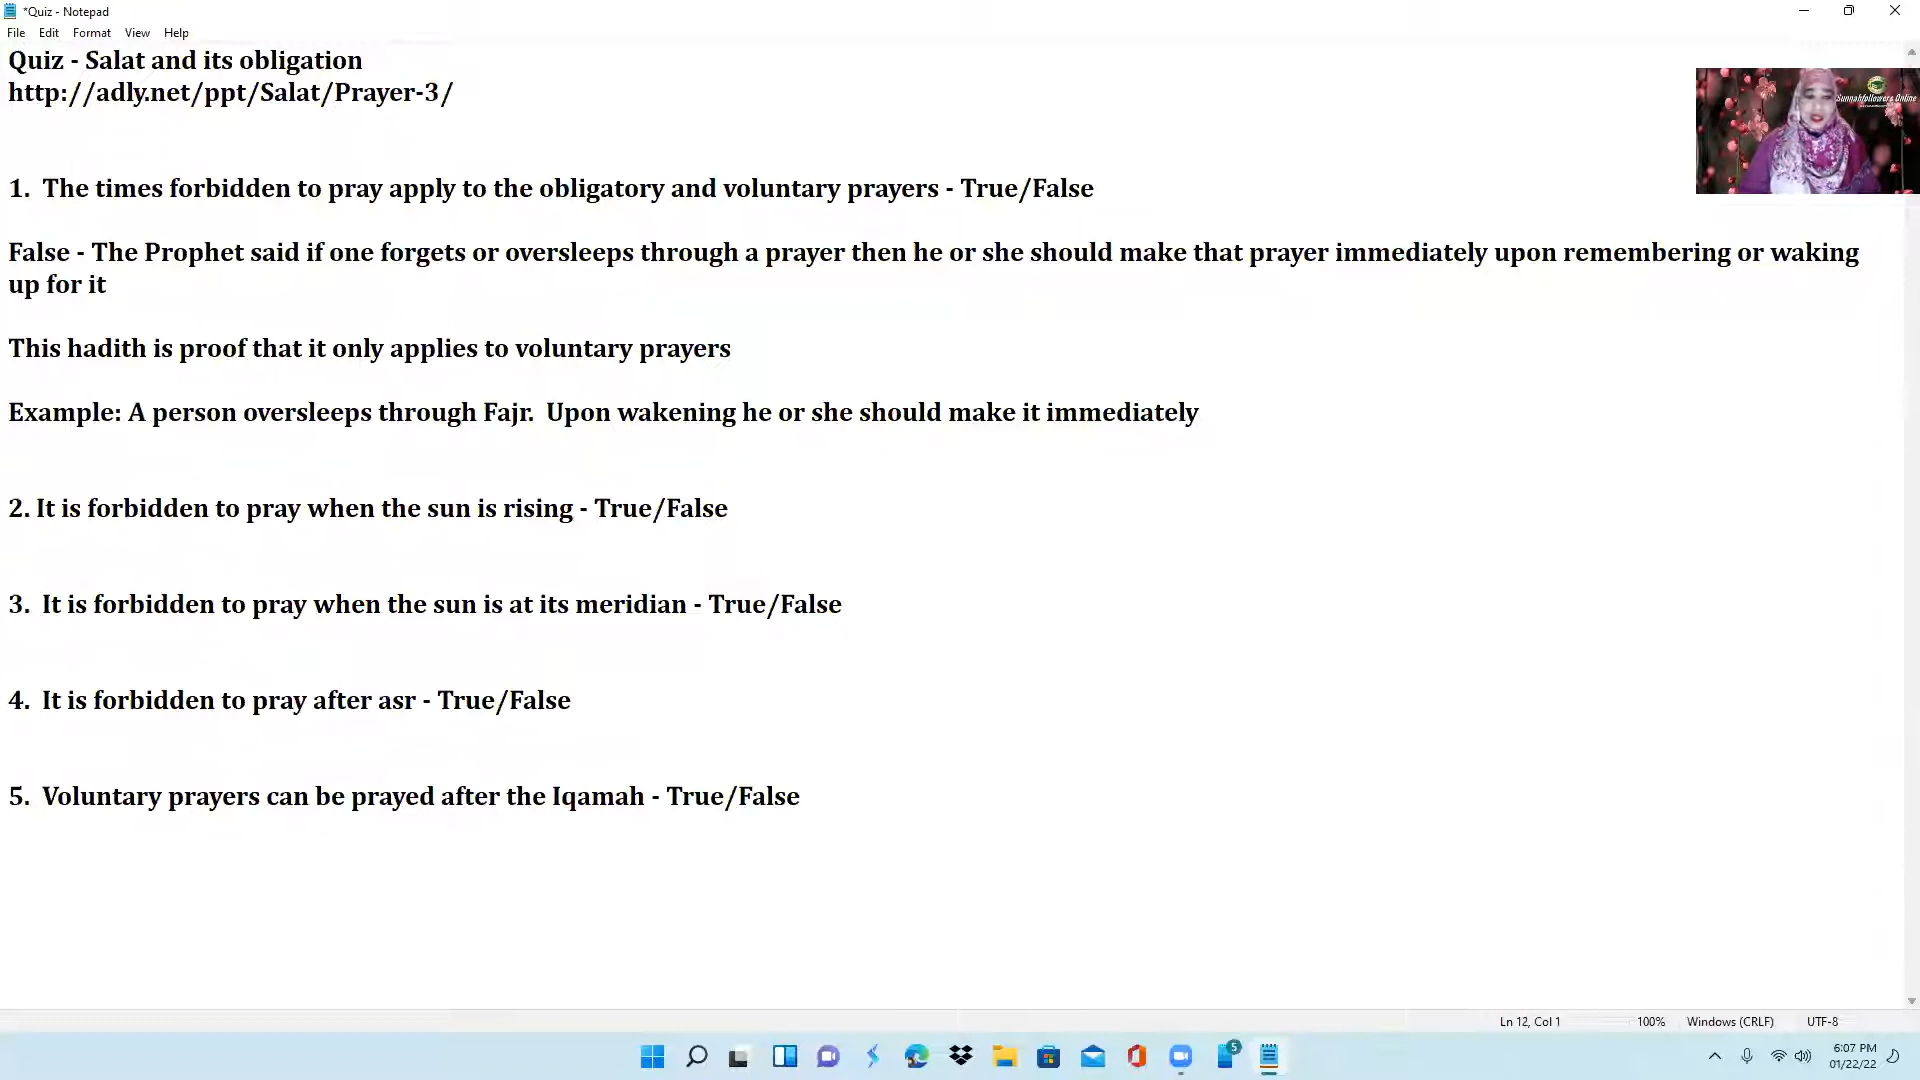 *Quiz - Notepad
File Edit Format View Help
Quiz - Salat and its obligation
http://adly.net/ppt/Salat/Prayer-3/
Sunnahfollowers Online
1.  The times forbidden to pray apply to the obligatory and voluntary prayers - True/False
False - The Prophet said if one forgets or oversleeps through a prayer then he or she should make that prayer immediately upon remembering or waking
up for it
This hadith is proof that it only applies to voluntary prayers
Example: A person oversleeps through Fajr.  Upon wakening he or she should make it immediately
2. It is forbidden to pray when the sun is rising - True/False
3.  It is forbidden to pray when the sun is at its meridian - True/False
4.  It is forbidden to pray after asr - True/False
5.  Voluntary prayers can be prayed after the Iqamah - True/False
Ln 12, Col 1 100% Windows (CRLF) UTF-8
5
6:07 PM
01/22/22